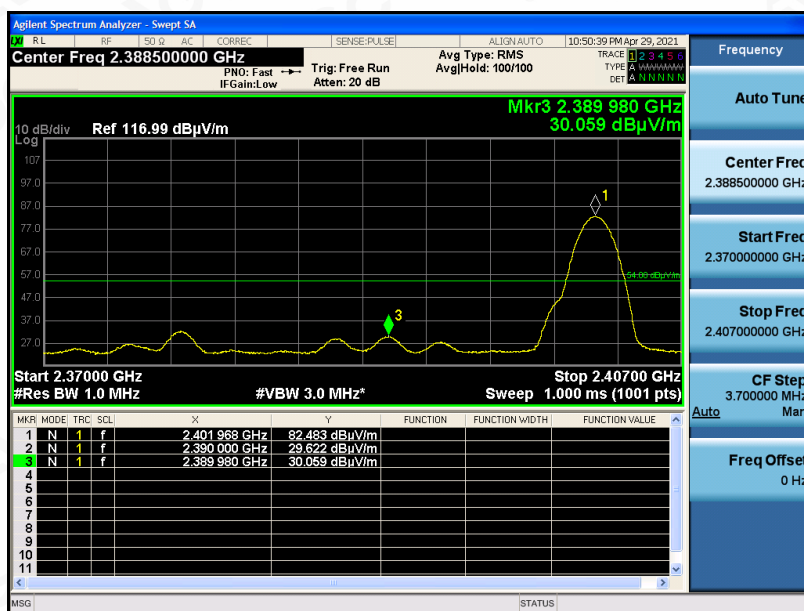 Agilent Spectrum Analyzer - Swept SA
LXI RL RF 50 Ω AC CORREC SENSE:PULSE ALIGN AUTO 10:50:39 PM Apr 29, 2021
Center Freq 2.388500000 GHz
PNO: Fast
IFGain:Low
Trig: Free Run
Atten: 20 dB
Avg Type: RMS
Avg|Hold: 100/100
TRACE 1 2 3 4 5 6
TYPE A WWWWW
DET A N N N N N
Mkr3 2.389 980 GHz
30.059 dBµV/m
10 dB/div Ref 116.99 dBµV/m
Log
107
97.0
87.0
77.0
67.0
57.0
47.0
37.0
27.0
1
54.00 dBµV/m
3
Start 2.37000 GHz Stop 2.40700 GHz
#Res BW 1.0 MHz #VBW 3.0 MHz* Sweep 1.000 ms (1001 pts)
MKR MODE TRC SCL X Y FUNCTION FUNCTION WIDTH FUNCTION VALUE
1 N 1 f 2.401 968 GHz 82.483 dBµV/m
2 N 1 f 2.390 000 GHz 29.622 dBµV/m
3 N 1 f 2.389 980 GHz 30.059 dBµV/m
4
5
6
7
8
9
10
11
MSG STATUS
Frequency
Auto Tune
Center Freq
2.388500000 GHz
Start Freq
2.370000000 GHz
Stop Freq
2.407000000 GHz
CF Step
3.700000 MHz
Auto Man
Freq Offset
0 Hz